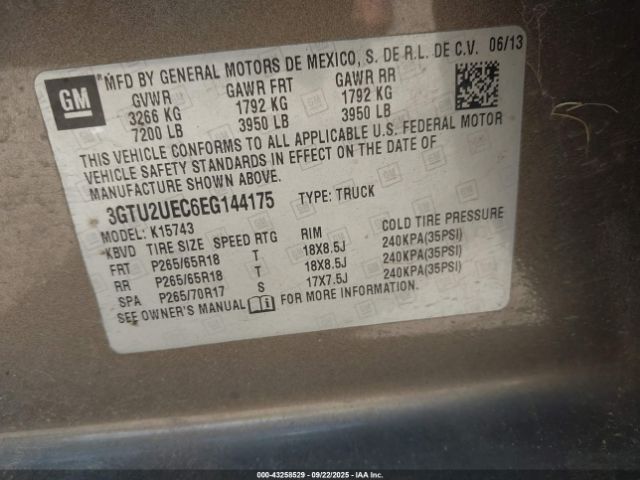 GM
MFD BY GENERAL MOTORS DE MEXICO, S. DE R.L. DE C.V. 06/13
GVWR GAWR FRT GAWR RR
3266 KG 1792 KG 1792 KG
7200 LB 3950 LB 3950 LB
THIS VEHICLE CONFORMS TO ALL APPLICABLE U.S. FEDERAL MOTOR
VEHICLE SAFETY STANDARDS IN EFFECT ON THE DATE OF
MANUFACTURE SHOWN ABOVE.
3GTU2UEC6EG144175 TYPE: TRUCK
MODEL: K15743
KBVD TIRE SIZE SPEED RTG RIM COLD TIRE PRESSURE
FRT P265/65R18 T 18X8.5J 240KPA(35PSI)
RR P265/65R18 T 18X8.5J 240KPA(35PSI)
SPA P265/70R17 S 17X7.5J 240KPA(35PSI)
SEE OWNER'S MANUAL FOR MORE INFORMATION.
000-43258529 - 09/22/2025 - IAAI.COM